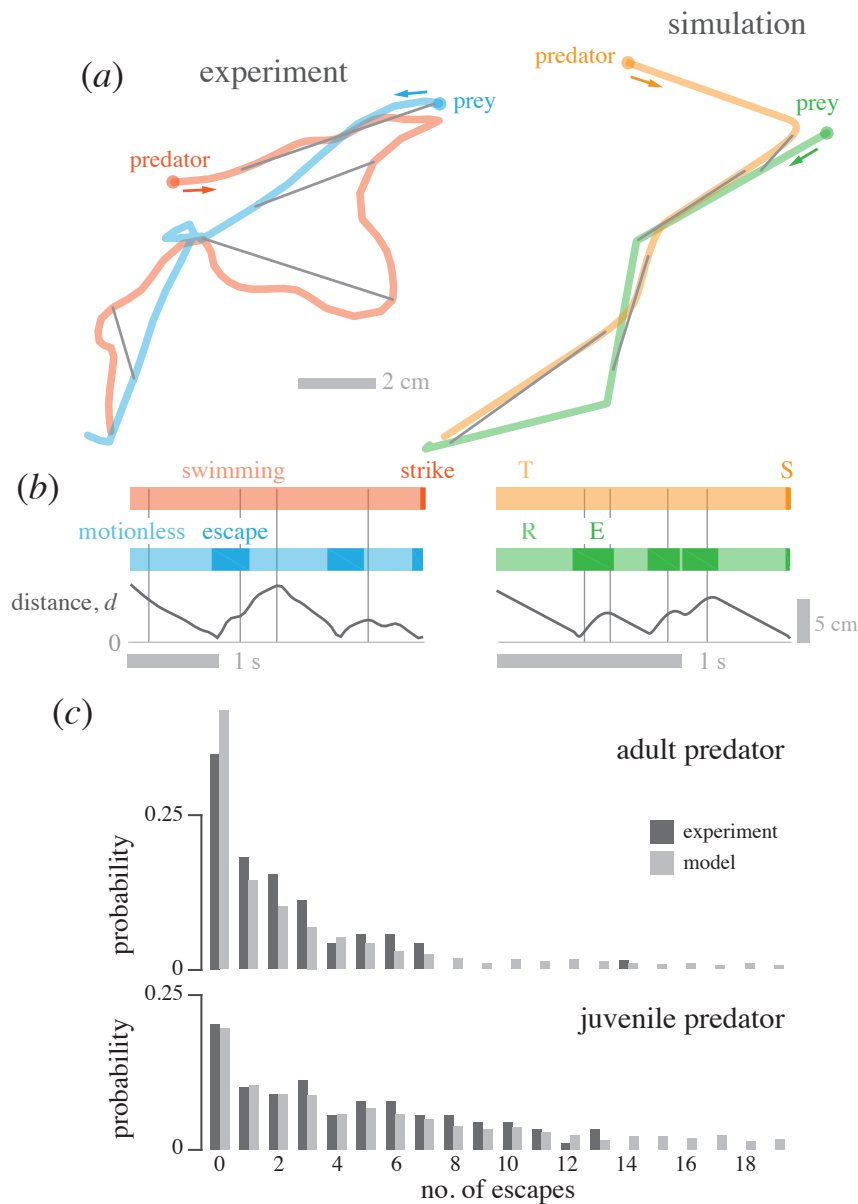 (a)
experiment
simulation
predator
prey
predator
prey
2 cm
(b)
swimming
strike
T
S
motionless
escape
R
E
distance, d
0
5 cm
1 s
1 s
(c)
adult predator
0.25
probability
0
experiment
model
juvenile predator
0.25
probability
0
0 2 4 6 8 10 12 14 16 18
no. of escapes